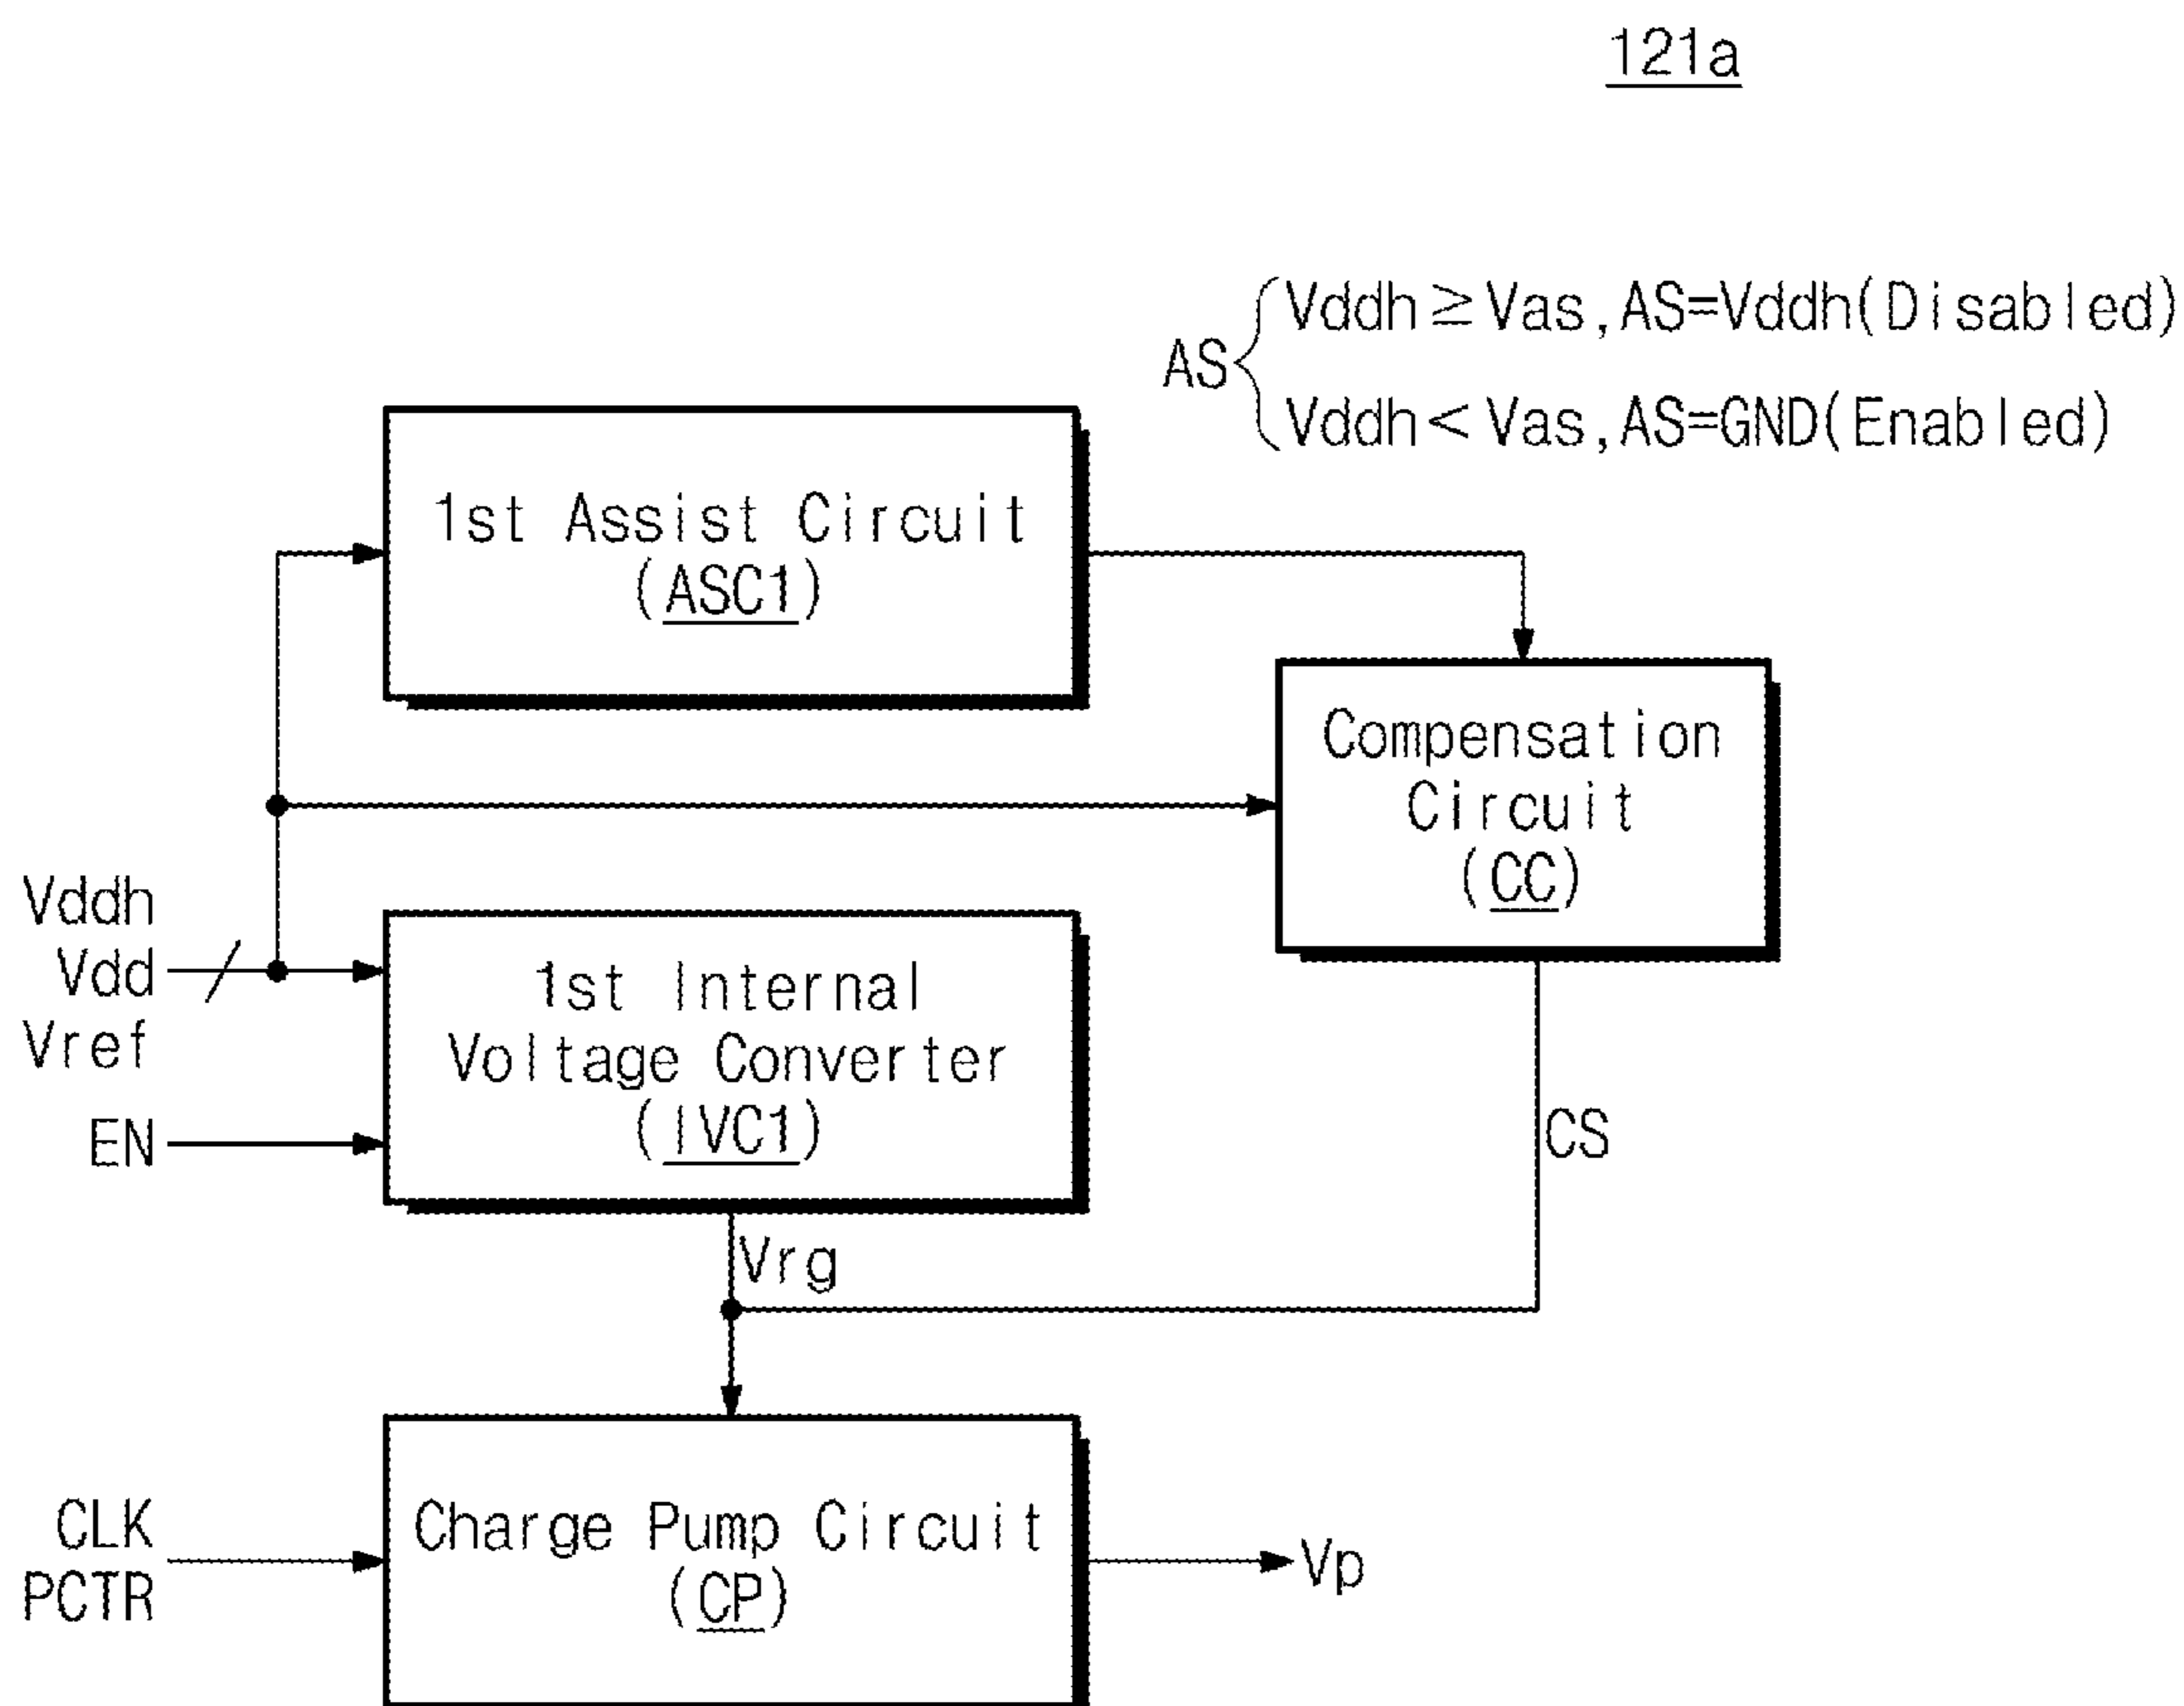 121a
AS
Vddh≥Vas,AS=Vddh(Disabled)
Vddh<Vas,AS=GND(Enabled)
1st Assist Circuit
(ASC1)
Compensation
Circuit
(CC)
Vddh
Vdd
Vref
EN
1st Internal
Voltage Converter
(IVC1)
CS
Vrg
CLK
PCTR
Charge Pump Circuit
(CP)
Vp